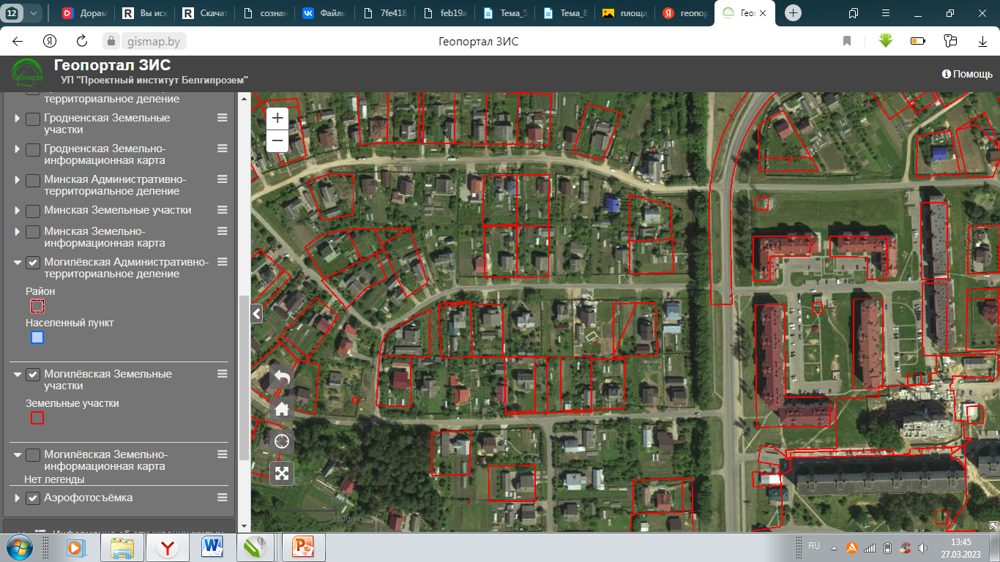 12
Дорам
Вы иск
Скачат
сознан
Файлы
7fe418
feb19a
Тема_5
Тема_8
площа
геопор
Геог
gismap.by
Геопортал ЗИС
Геопортал ЗИС
УП "Проектный институт Белгипрозем"
Помощь
территориальное деление
Гродненская Земельные
участки
Гродненская Земельно-
информационная карта
Минская Административно-
территориальное деление
Минская Земельные участки
Минская Земельно-
информационная карта
Могилёвская Административно-
территориальное деление
Район
Населенный пункт
Могилёвская Земельные
участки
Земельные участки
Могилёвская Земельно-
информационная карта
Нет легенды
Аэрофотосъёмка
RU
13:45
27.03.2023